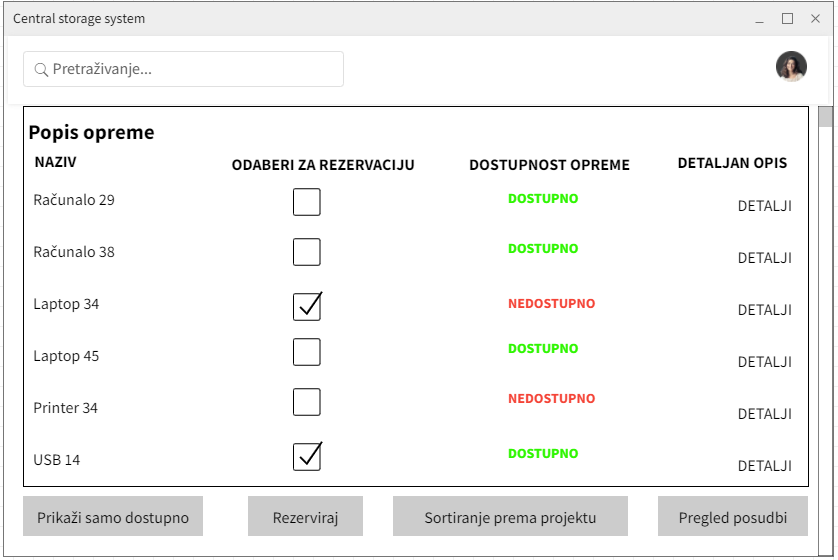 Central storage system
Pretraživanje...
Popis opreme
NAZIV ODABERI ZA REZERVACIJU DOSTUPNOST OPREME DETALJAN OPIS
Računalo 29 DOSTUPNO DETALJI
Računalo 38 DOSTUPNO DETALJI
Laptop 34 NEDOSTUPNO DETALJI
Laptop 45 DOSTUPNO DETALJI
Printer 34 NEDOSTUPNO DETALJI
USB 14 DOSTUPNO DETALJI
Prikaži samo dostupno Rezerviraj Sortiranje prema projektu Pregled posudbi